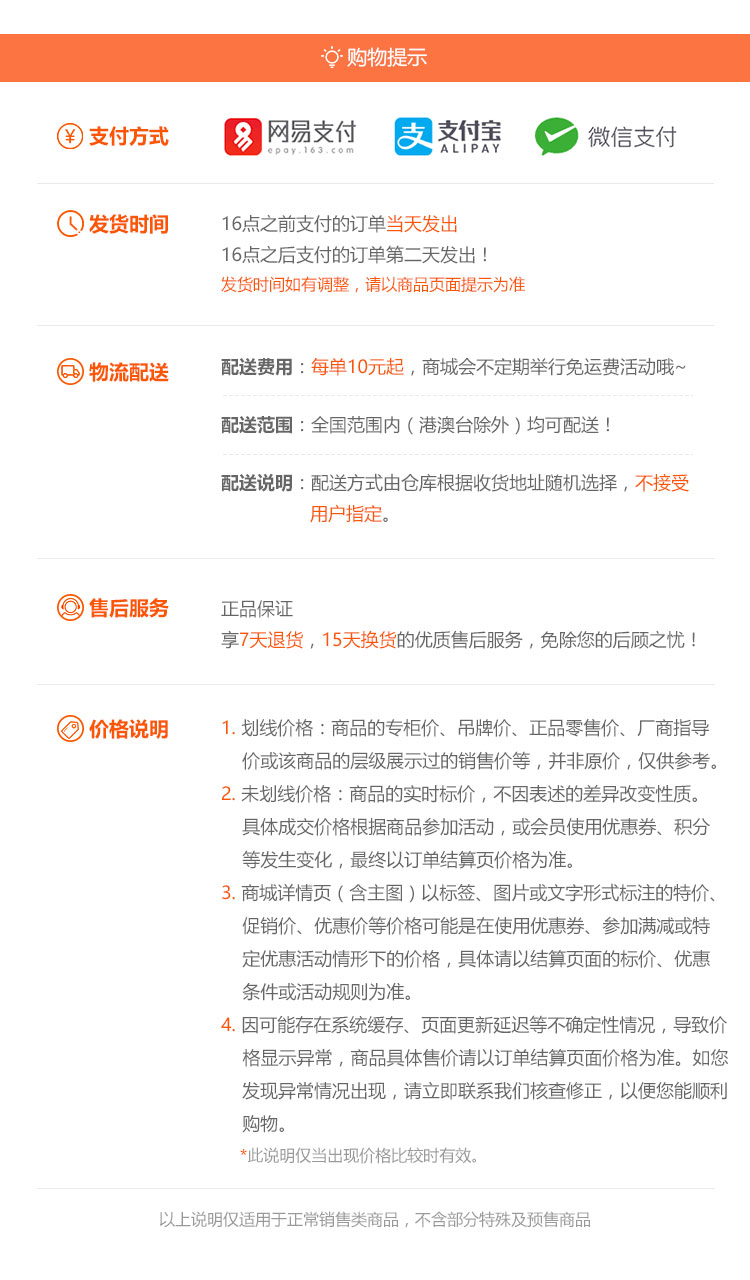 购物提示
支付方式
网易支付
epay.163.com
支付宝
ALIPAY
微信支付
发货时间
16点之前支付的订单当天发出
16点之后支付的订单第二天发出！
发货时间如有调整，请以商品页面提示为准
物流配送
配送费用：每单10元起，商城会不定期举行免运费活动哦~
配送范围：全国范围内（港澳台除外）均可配送！
配送说明：配送方式由仓库根据收货地址随机选择，不接受
用户指定。
售后服务
正品保证
享7天退货，15天换货的优质售后服务，免除您的后顾之忧！
价格说明
1. 划线价格：商品的专柜价、吊牌价、正品零售价、厂商指导
价或该商品的层级展示过的销售价等，并非原价，仅供参考。
2. 未划线价格：商品的实时标价，不因表述的差异改变性质。
具体成交价格根据商品参加活动，或会员使用优惠券、积分
等发生变化，最终以订单结算页价格为准。
3. 商城详情页（含主图）以标签、图片或文字形式标注的特价、
促销价、优惠价等价格可能是在使用优惠券、参加满减或特
定优惠活动情形下的价格，具体请以结算页面的标价、优惠
条件或活动规则为准。
4. 因可能存在系统缓存、页面更新延迟等不确定性情况，导致价
格显示异常，商品具体售价请以订单结算页面价格为准。如您
发现异常情况出现，请立即联系我们核查修正，以便您能顺利
购物。
*此说明仅当出现价格比较时有效。
以上说明仅适用于正常销售类商品，不含部分特殊及预售商品